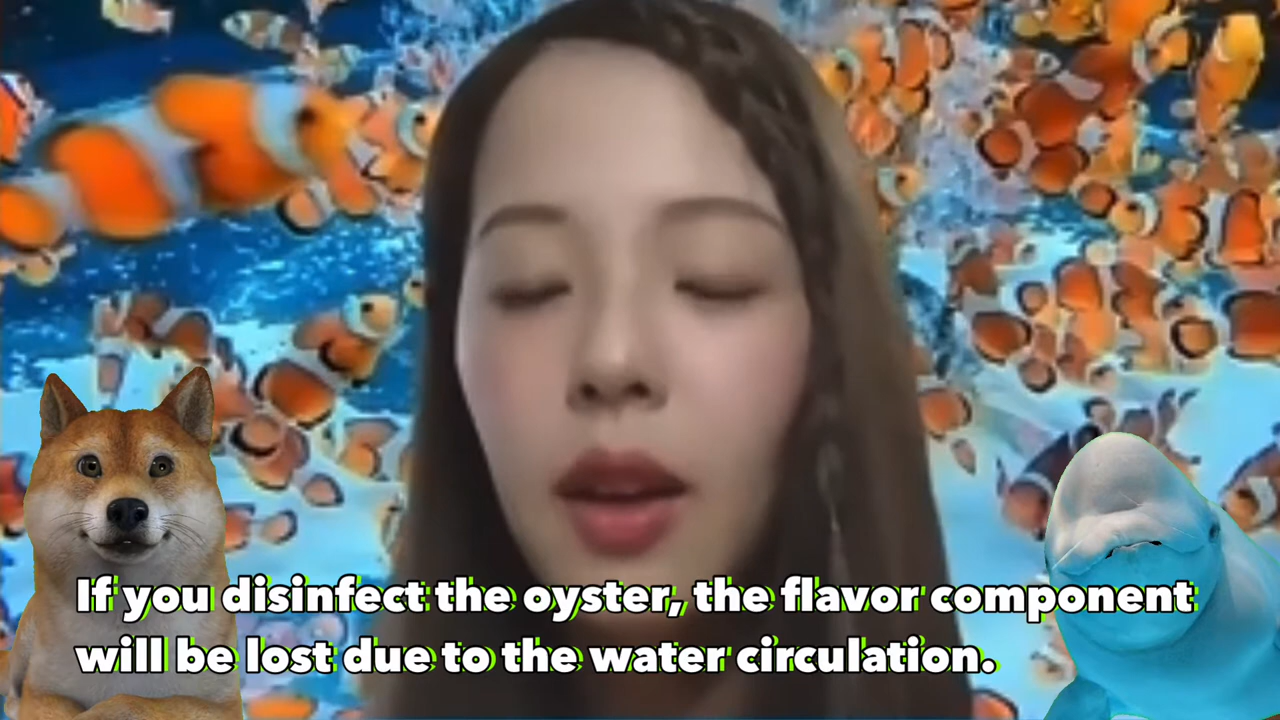 If you disinfect the oyster, the flavor component
will be lost due to the water circulation.